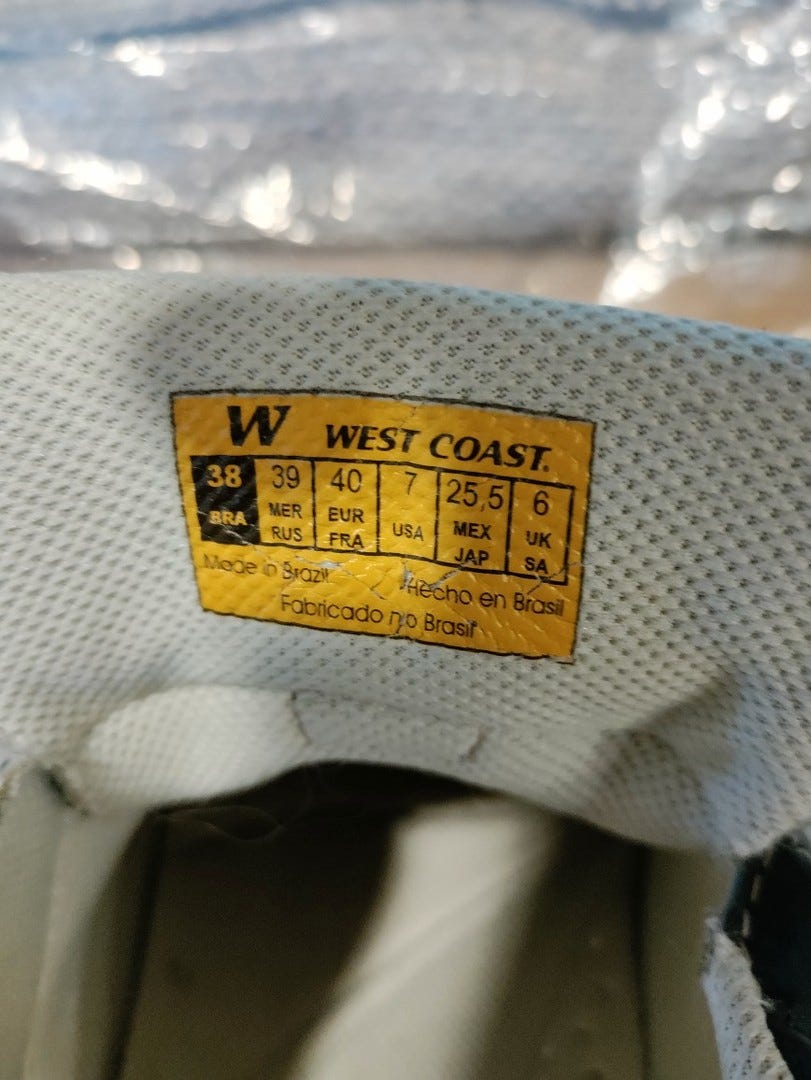 W WEST COAST.
38 39 40 7 25,5 6
BRA MER EUR USA MEX UK
RUS FRA JAP SA
Made in Brazil Hecho en Brasil
Fabricado no Brasil